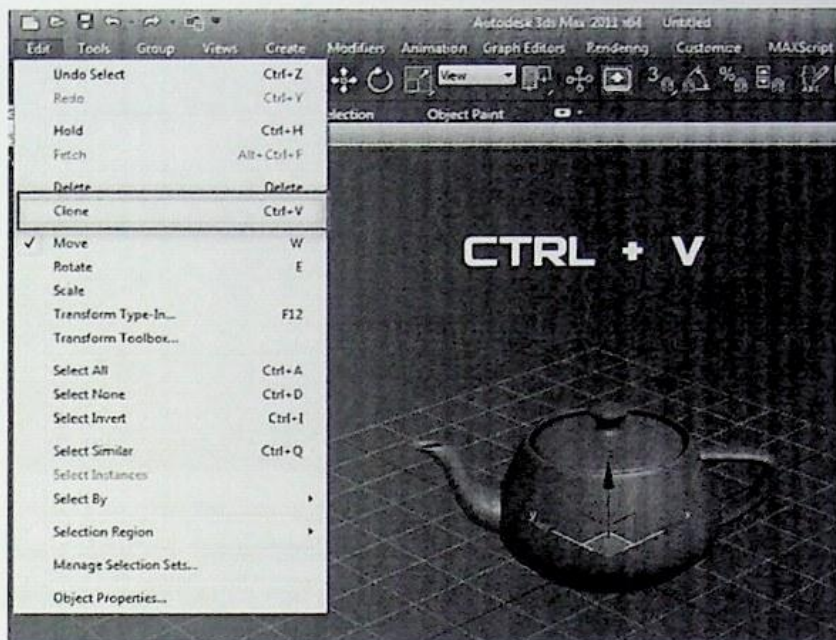 Autodesk 3ds Max 2011 x64 Untitled
Edit Tools Group Views Create Modifiers Animation Graph Editors Rendering Customize MAXScript
View
3 %
Object Paint
Undo Select Ctrl+Z
Redo Ctrl+Y
Hold Ctrl+H
Fetch Alt+Ctrl+F
Delete Delete
Clone Ctrl+V
Move W
Rotate E
Scale
Transform Type-In... F12
Transform Toolbox...
Select All Ctrl+A
Select None Ctrl+D
Select Invert Ctrl+I
Select Similar Ctrl+Q
Select Instances
Select By
Selection Region
Manage Selection Sets...
Object Properties...
CTRL + V
y x